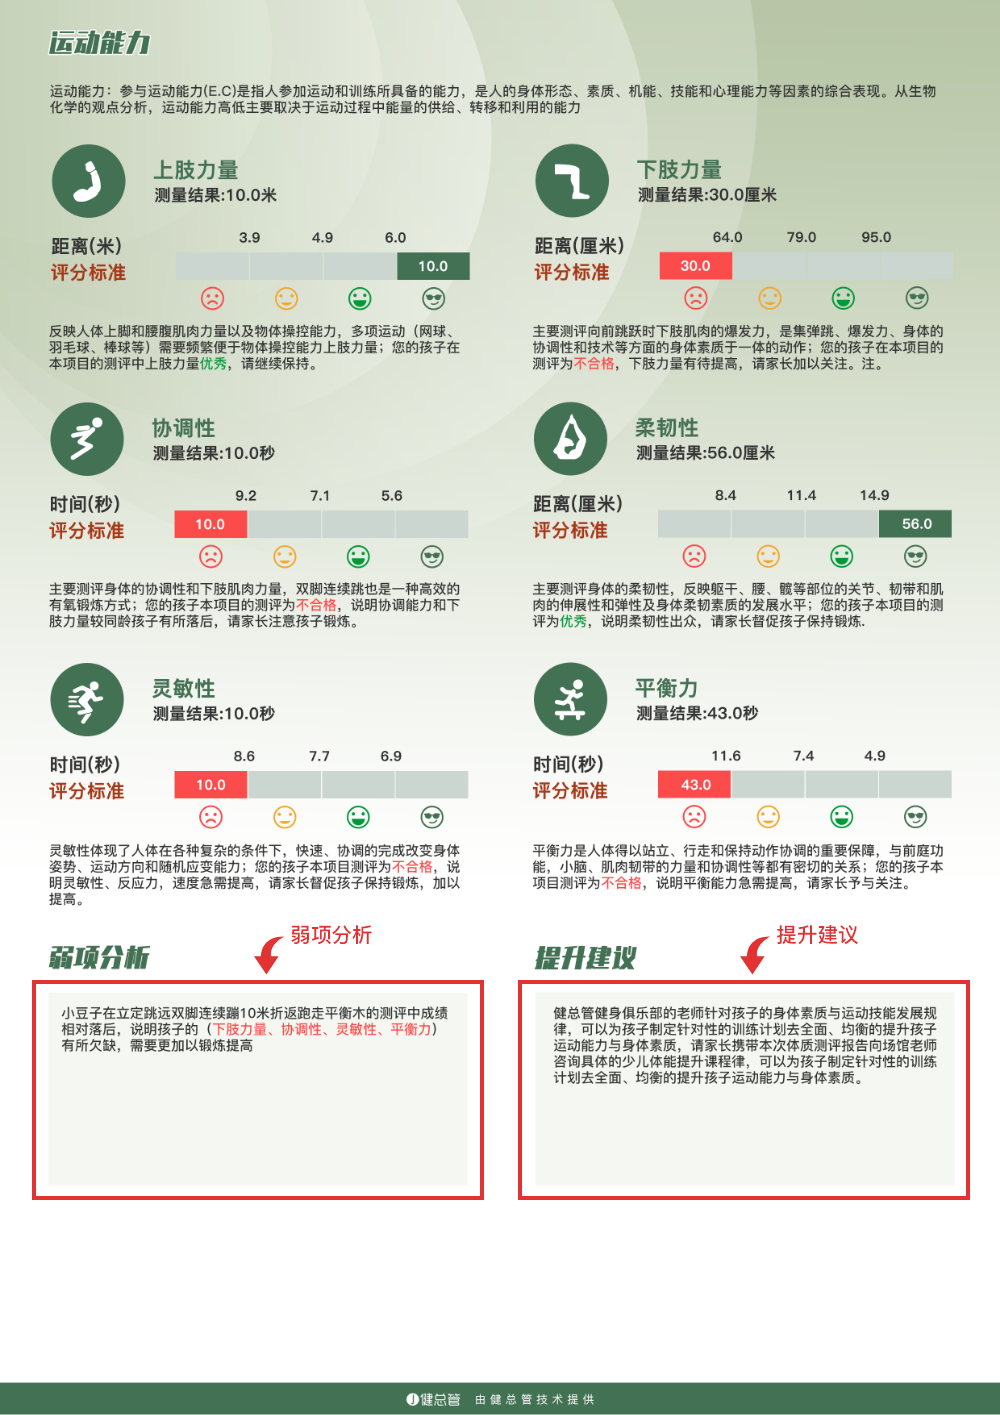 运动能力
运动能力：参与运动能力(E.C)是指人参加运动和训练所具备的能力，是人的身体形态、素质、机能、技能和心理能力等因素的综合表现。从生物
化学的观点分析，运动能力高低主要取决于运动过程中能量的供给、转移和利用的能力
上肢力量
测量结果:10.0米
距离(米)
3.9 4.9 6.0
评分标准
10.0
反映人体上脚和腰腹肌肉力量以及物体操控能力，多项运动（网球、
羽毛球、棒球等）需要频繁便于物体操控能力上肢力量；您的孩子在
本项目的测评中上肢力量优秀，请继续保持。
下肢力量
测量结果:30.0厘米
距离(厘米)
64.0 79.0 95.0
评分标准
30.0
主要测评向前跳跃时下肢肌肉的爆发力，是集弹跳、爆发力、身体的
协调性和技术等方面的身体素质于一体的动作；您的孩子在本项目的
测评为不合格，下肢力量有待提高，请家长加以关注。注。
协调性
测量结果:10.0秒
时间(秒)
9.2 7.1 5.6
评分标准
10.0
主要测评身体的协调性和下肢肌肉力量，双脚连续跳也是一种高效的
有氧锻炼方式；您的孩子本项目的测评为不合格，说明协调能力和下
肢力量较同龄孩子有所落后，请家长注意孩子锻炼。
柔韧性
测量结果:56.0厘米
距离(厘米)
8.4 11.4 14.9
评分标准
56.0
主要测评身体的柔韧性，反映躯干、腰、髋等部位的关节、韧带和肌
肉的伸展性和弹性及身体柔韧素质的发展水平；您的孩子本项目的测
评为优秀，说明柔韧性出众，请家长督促孩子保持锻炼.
灵敏性
测量结果:10.0秒
时间(秒)
8.6 7.7 6.9
评分标准
10.0
灵敏性体现了人体在各种复杂的条件下，快速、协调的完成改变身体
姿势、运动方向和随机应变能力；您的孩子本项目测评为不合格，说
明灵敏性、反应力，速度急需提高，请家长督促孩子保持锻炼，加以
提高。
平衡力
测量结果:43.0秒
时间(秒)
11.6 7.4 4.9
评分标准
43.0
平衡力是人体得以站立、行走和保持动作协调的重要保障，与前庭功
能，小脑、肌肉韧带的力量和协调性等都有密切的关系；您的孩子本
项目测评为不合格，说明平衡能力急需提高，请家长予与关注。
弱项分析
弱项分析
小豆子在立定跳远双脚连续蹦10米折返跑走平衡木的测评中成绩
相对落后，说明孩子的（下肢力量、协调性、灵敏性、平衡力）
有所欠缺，需要更加以锻炼提高
提升建议
提升建议
健总管健身俱乐部的老师针对孩子的身体素质与运动技能发展规
律，可以为孩子制定针对性的训练计划去全面、均衡的提升孩子
运动能力与身体素质，请家长携带本次体质测评报告向场馆老师
咨询具体的少儿体能提升课程律，可以为孩子制定针对性的训练
计划去全面、均衡的提升孩子运动能力与身体素质。
健总管 由健总管技术提供